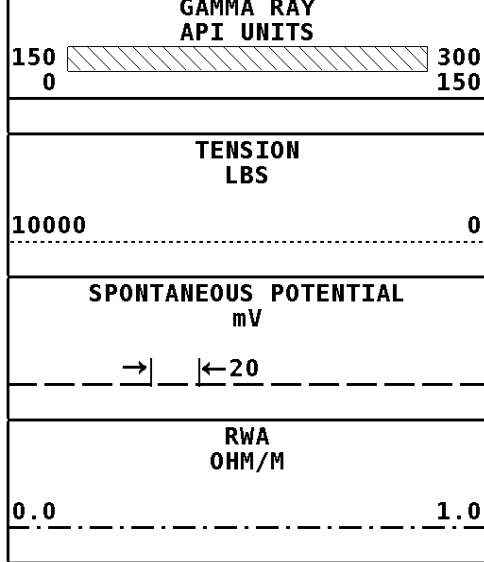 GAMMA RAY
API UNITS
150 300
0 150
TENSION
LBS
10000 0
SPONTANEOUS POTENTIAL
mV
→| |←20
RWA
OHM/M
0.0 1.0